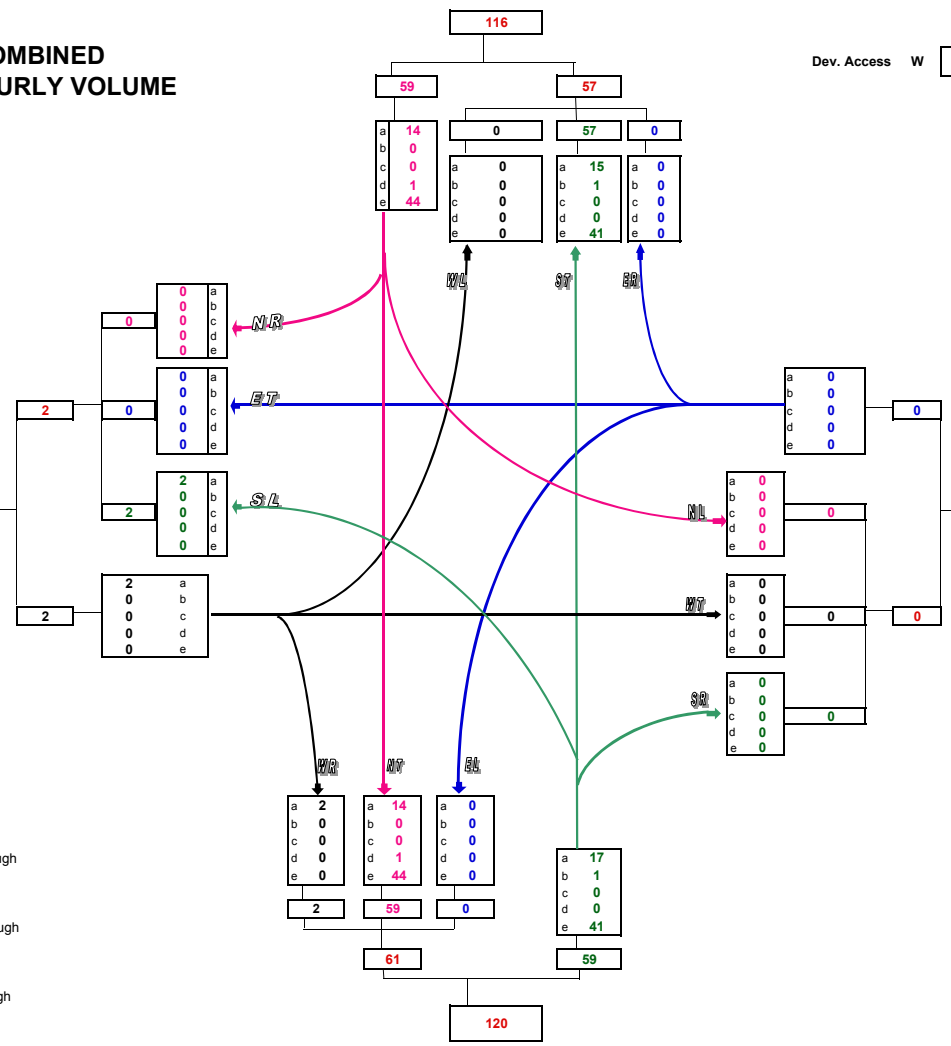 116
OMBINED
URLY VOLUME
Dev. Access W
59
57
0
57
0
a 14
b 0
c 0
d 1
e 44
a 0
b 0
c 0
d 0
e 0
a 15
b 1
c 0
d 0
e 41
a 0
b 0
c 0
d 0
e 0
WL
ST
ER
0 a
0 b
0 c
0 d
0 e
0
NR
0 a
0 b
0 c
0 d
0 e
2
0
ET
a 0
b 0
c 0
d 0
e 0
0
2 a
0 b
0 c
0 d
0 e
2
SL
a 0
b 0
c 0
d 0
e 0
NL
0
2 a
0 b
0 c
0 d
0 e
2
WT
a 0
b 0
c 0
d 0
e 0
0
0
SR
a 0
b 0
c 0
d 0
e 0
0
WR
NT
EL
a 2
b 0
c 0
d 0
e 0
a 14
b 0
c 0
d 1
e 44
a 0
b 0
c 0
d 0
e 0
a 17
b 1
c 0
d 0
e 41
ugh
ugh
gh
2
59
0
61
59
120